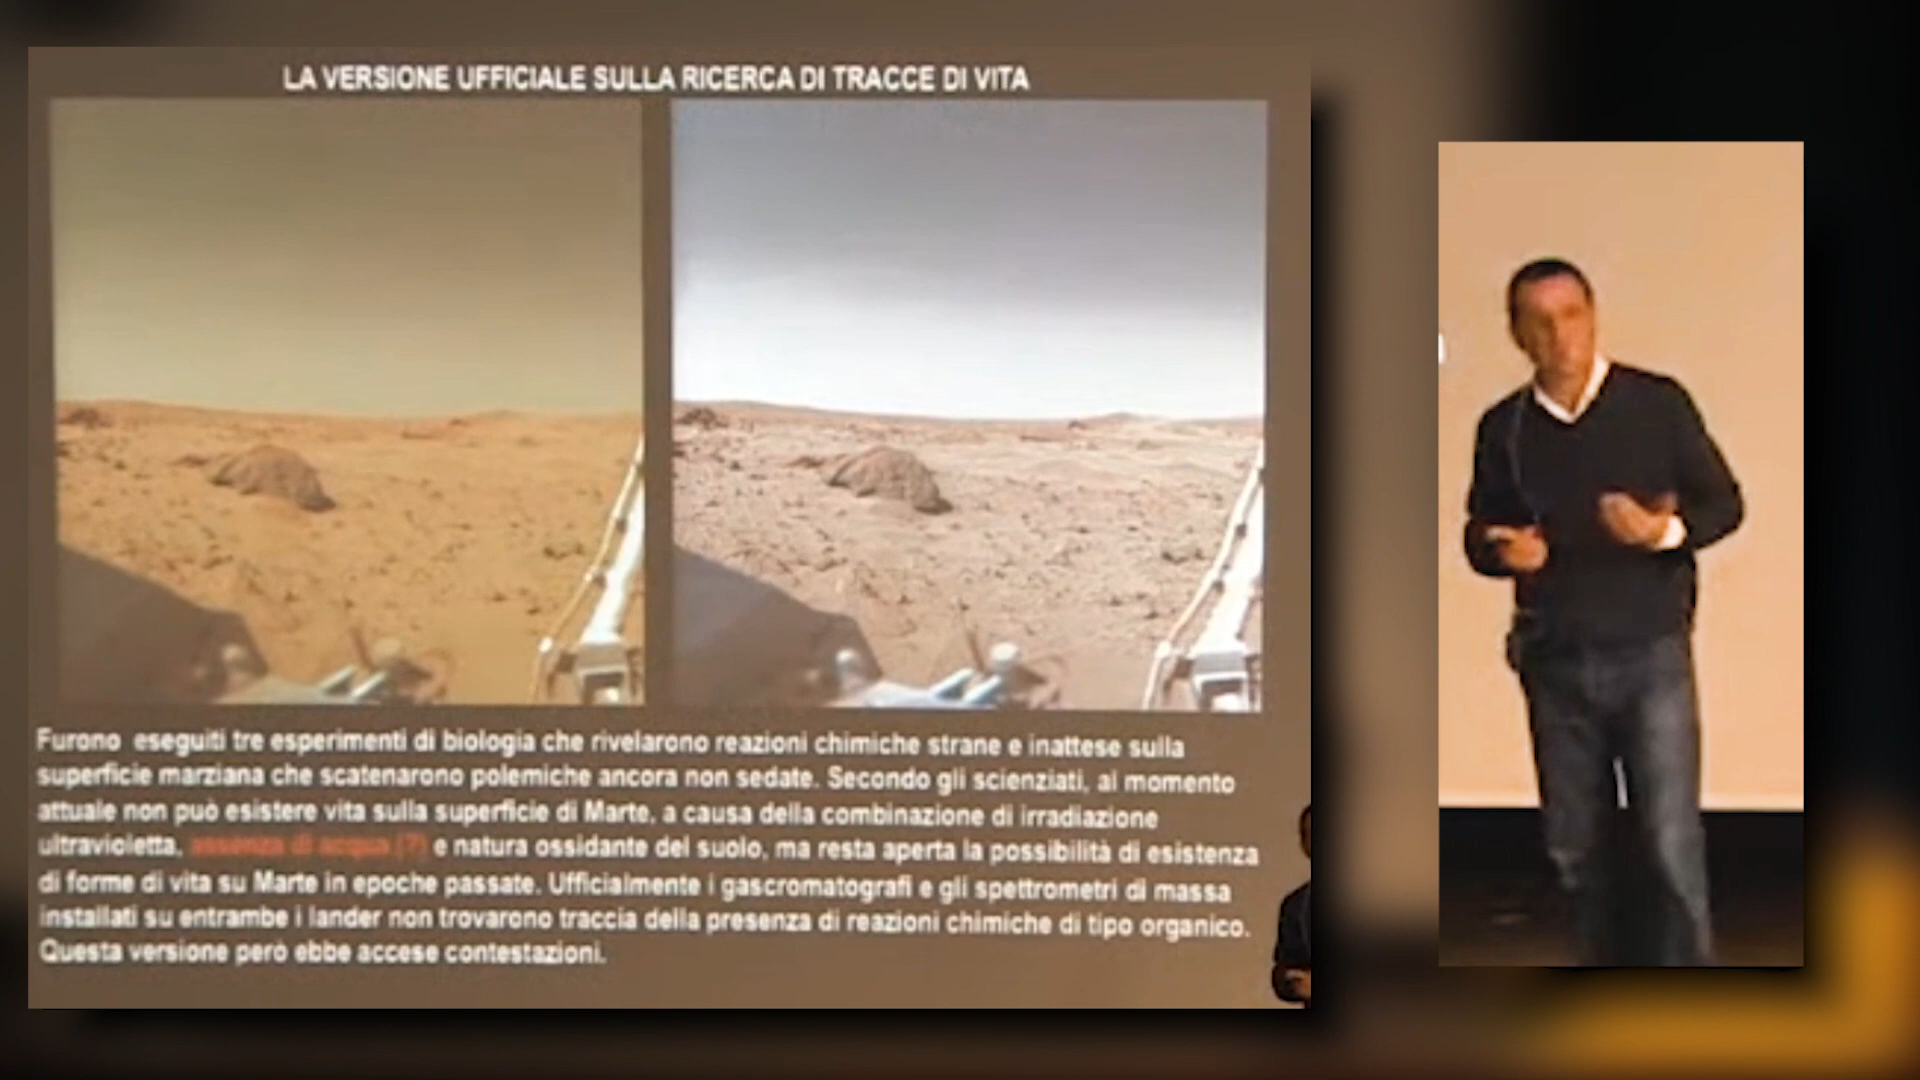 LA VERSIONE UFFICIALE SULLA RICERCA DI TRACCE DI VITA
Furono eseguiti tre esperimenti di biologia che rivelarono reazioni chimiche strane e inattese sulla
superficie marziana che scatenarono polemiche ancora non sedate. Secondo gli scienziati, al momento
attuale non può esistere vita sulla superficie di Marte, a causa della combinazione di irradiazione
ultravioletta, assenza di acqua (?) e natura ossidante del suolo, ma resta aperta la possibilità di esistenza
di forme di vita su Marte in epoche passate. Ufficialmente i gascromatografi e gli spettrometri di massa
installati su entrambe i lander non trovarono traccia della presenza di reazioni chimiche di tipo organico.
Questa versione però ebbe accese contestazioni.